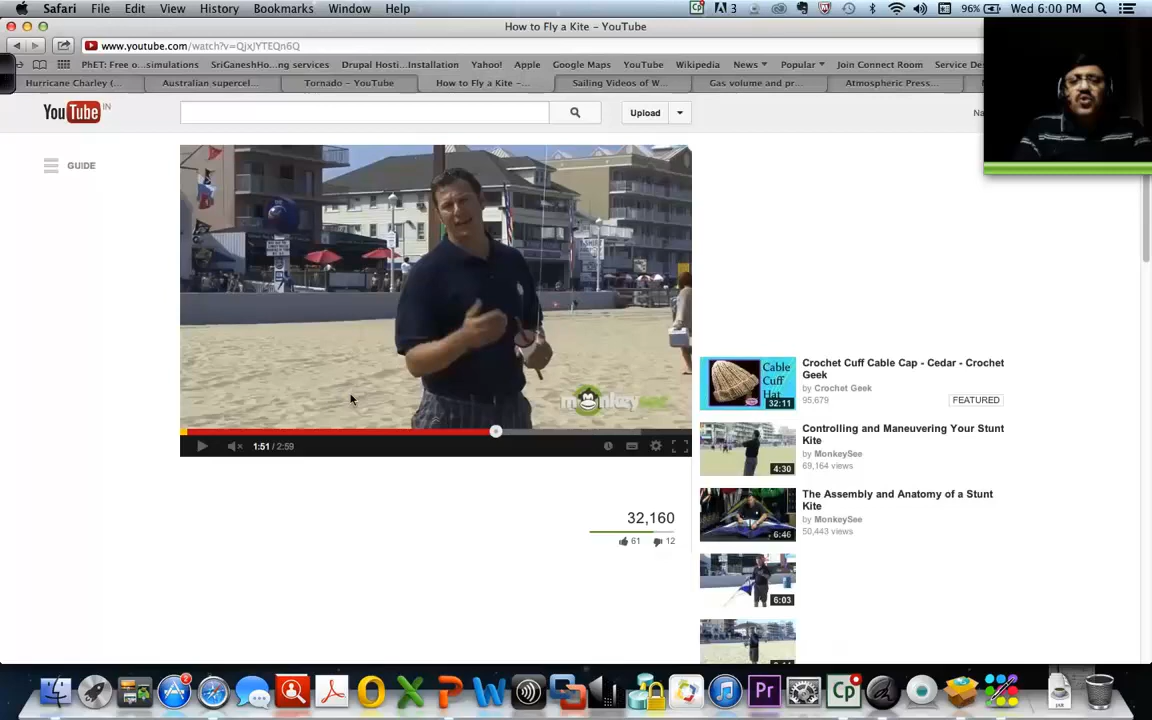 Safari File Edit View History Bookmarks Window Help 3 96% Wed 6:00 PM
How to Fly a Kite – YouTube
www.youtube.com/watch?v=QjxJYTEQn6Q
PhET: Free o...simulations SriGaneshHo...ng services Drupal Hosti...Installation Yahoo! Apple Google Maps YouTube Wikipedia News Popular Join Connect Room Service Des
Hurricane Charley (... Australian supercel... Tornado – YouTube How to Fly a Kite –... Sailing Videos of W... Gas volume and pr... Atmospheric Press...
YouTube IN Upload Na
GUIDE
monkeysee
1:51 / 2:59
32,160
61 12
Cable
Cuff
Hat
32:11
Crochet Cuff Cable Cap - Cedar - Crochet
Geek
by Crochet Geek
95,679 FEATURED
4:30
Controlling and Maneuvering Your Stunt
Kite
by MonkeySee
69,164 views
6:46
The Assembly and Anatomy of a Stunt
Kite
by MonkeySee
50,443 views
6:03